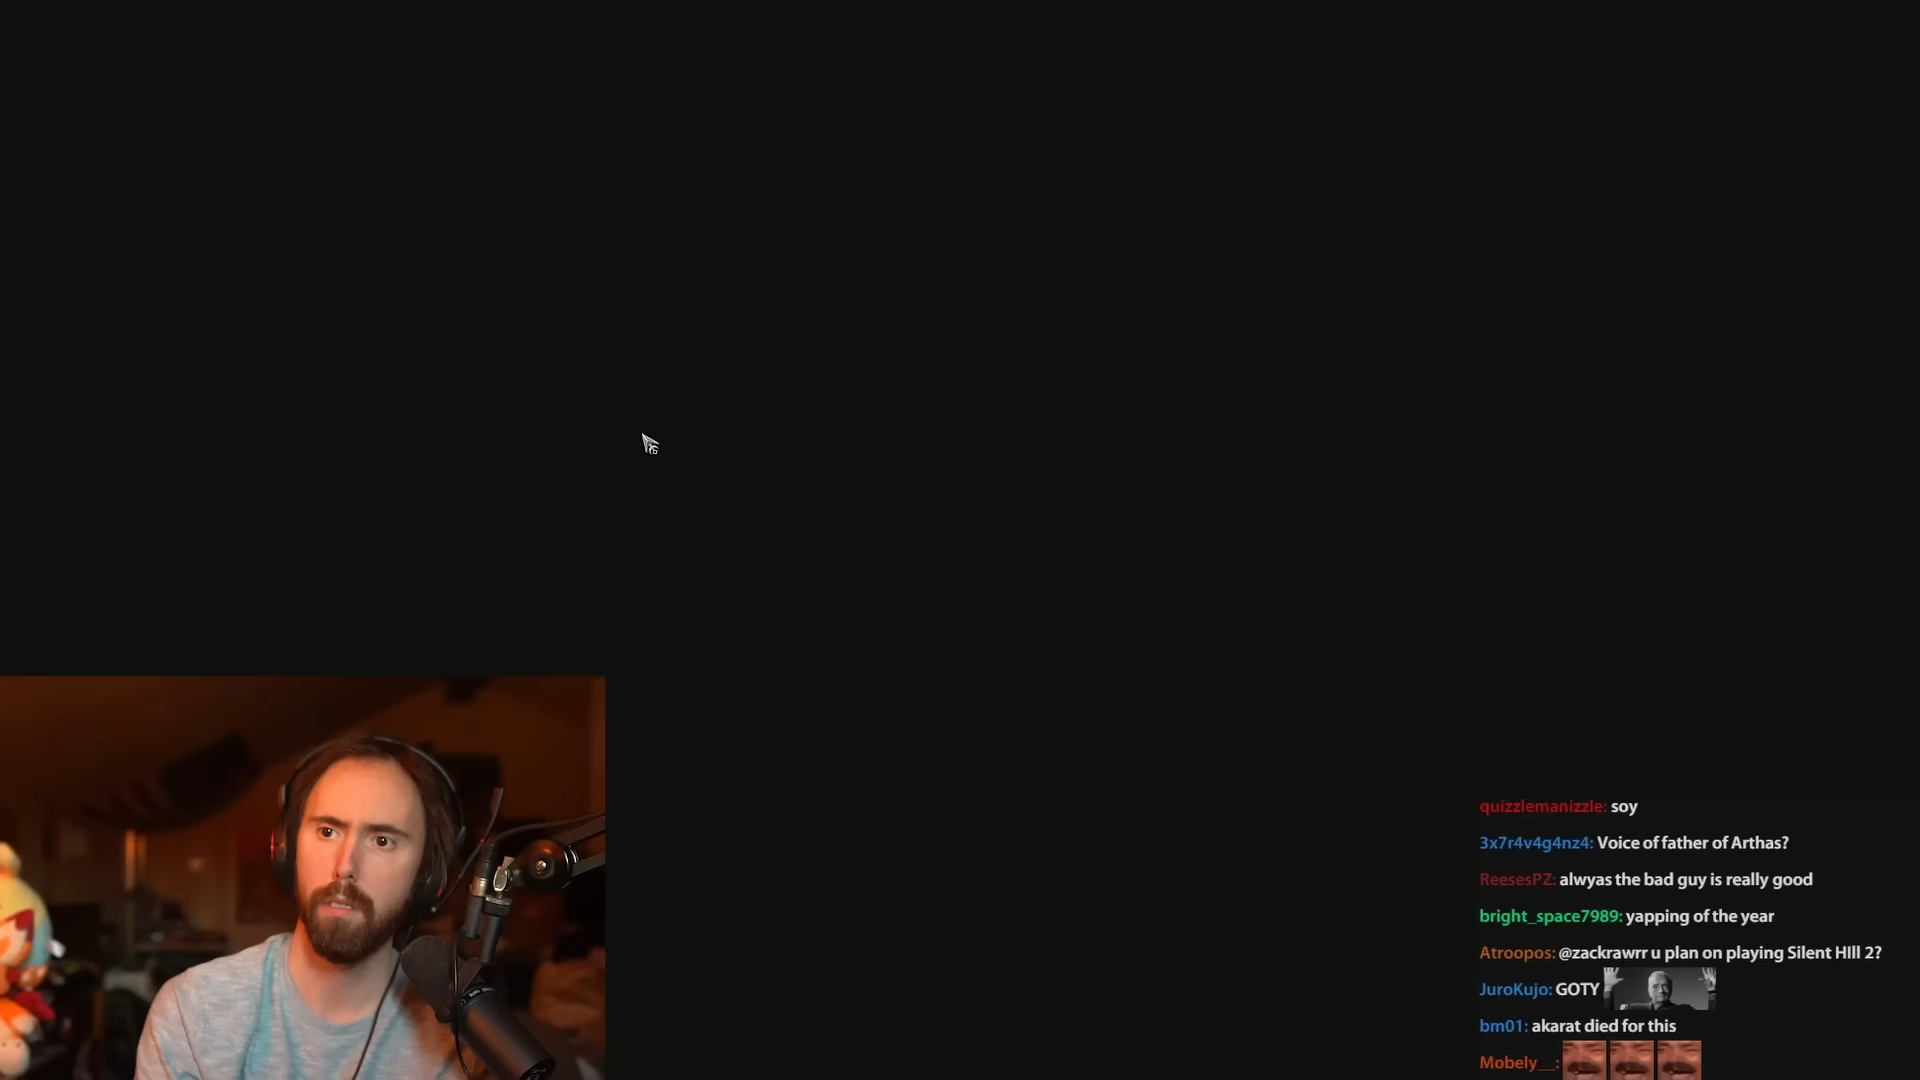 quizzlemanizzle: soy
3x7r4v4g4nz4: Voice of father of Arthas?
ReesesPZ: alwyas the bad guy is really good
bright_space7989: yapping of the year
Atroopos: @zackrawrr u plan on playing Silent HIll 2?
JuroKujo: GOTY
bm01: akarat died for this
Mobely__: